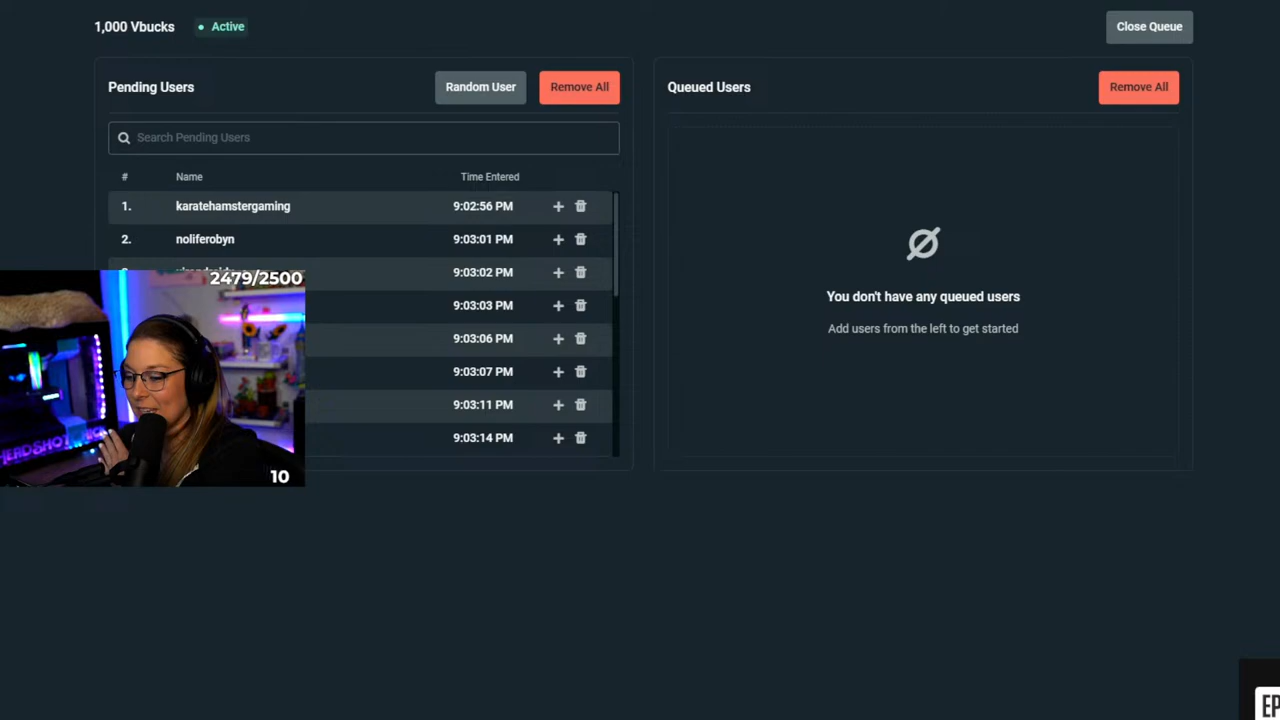 1,000 Vbucks
Active
Close Queue
Pending Users
Random User
Remove All
Search Pending Users
# Name Time Entered
1. karatehamstergaming 9:02:56 PM
2. noliferobyn 9:03:01 PM
9:03:02 PM
9:03:03 PM
9:03:06 PM
9:03:07 PM
9:03:11 PM
9:03:14 PM
2479/2500
10
Queued Users
Remove All
You don't have any queued users
Add users from the left to get started
EP